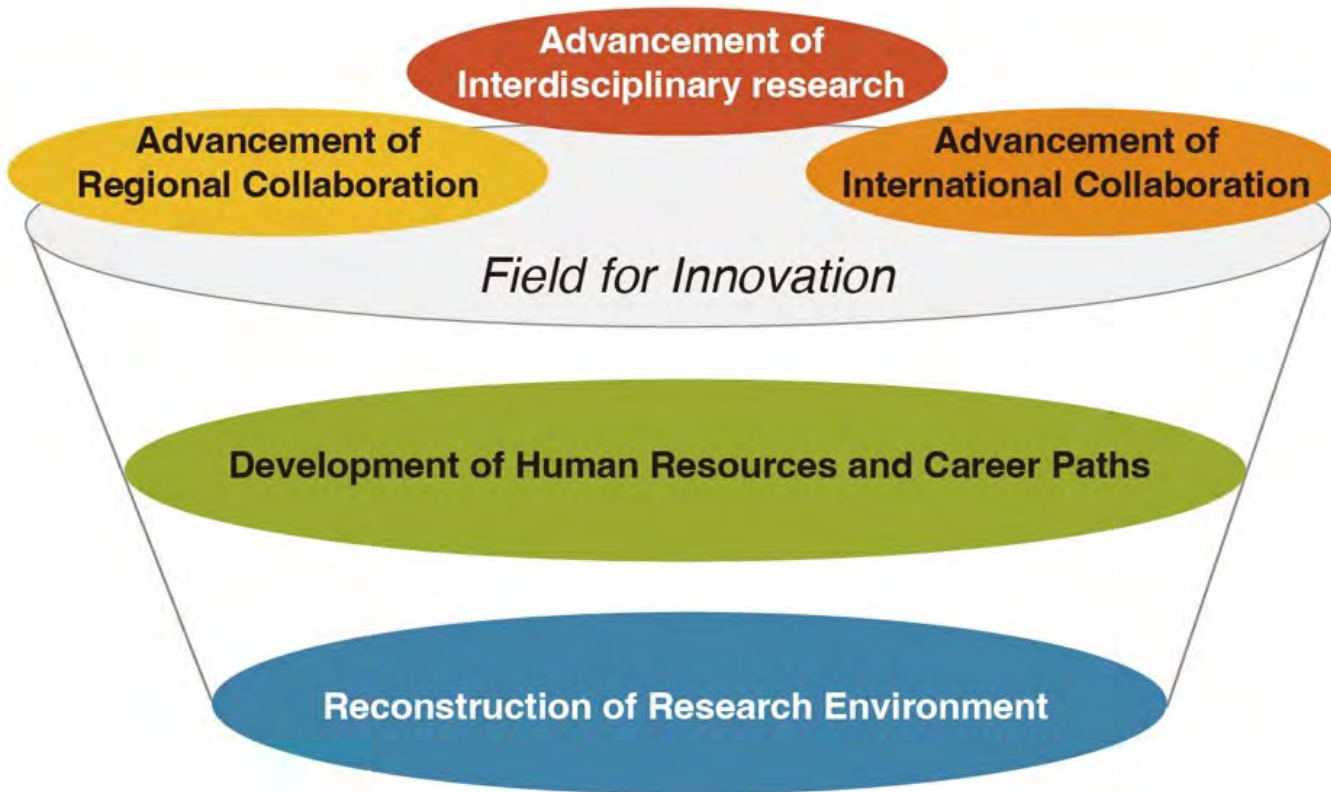 Advancement of
Interdisciplinary research
Advancement of
Regional Collaboration
Advancement of
International Collaboration
Field for Innovation
Development of Human Resources and Career Paths
Reconstruction of Research Environment